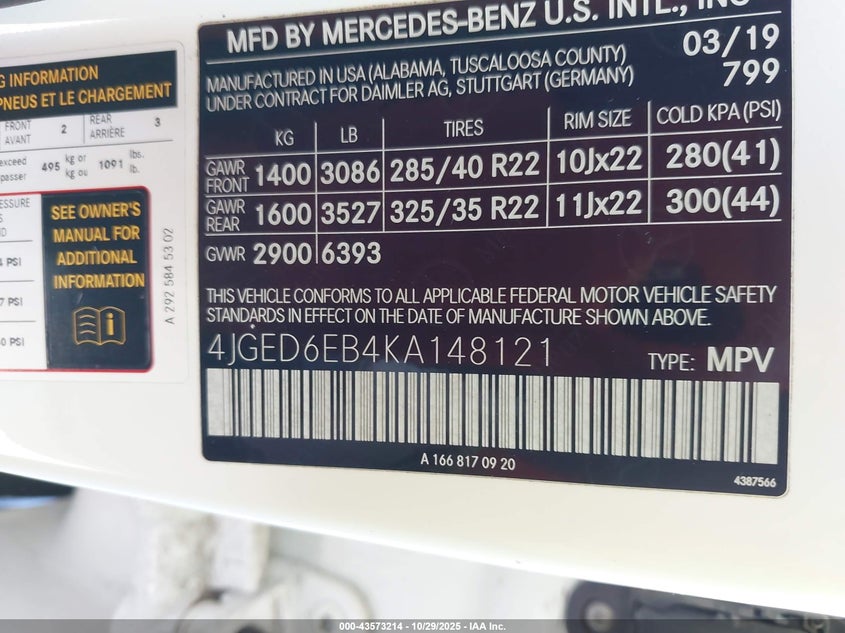 G INFORMATION
PNEUS ET LE CHARGEMENT
FRONT AVANT 2 REAR ARRIÈRE 3
exceed passer 495 kg or kg ou 1091 lbs. lb.
SEE OWNER'S
MANUAL FOR
ADDITIONAL
INFORMATION
PSI
PSI
PSI
A 292 584 53 02
MFD BY MERCEDES-BENZ U.S. INTL., INC
MANUFACTURED IN USA (ALABAMA, TUSCALOOSA COUNTY) 03/19
UNDER CONTRACT FOR DAIMLER AG, STUTTGART (GERMANY) 799
KG LB TIRES RIM SIZE COLD KPA (PSI)
GAWR FRONT 1400 3086 285/40 R22 10Jx22 280(41)
GAWR REAR 1600 3527 325/35 R22 11Jx22 300(44)
GVWR 2900 6393
THIS VEHICLE CONFORMS TO ALL APPLICABLE FEDERAL MOTOR VEHICLE SAFETY
STANDARDS IN EFFECT ON THE DATE OF MANUFACTURE SHOWN ABOVE.
4JGED6EB4KA148121 TYPE: MPV
A 166 817 09 20
4387566
000-43573214 - 10/29/2025 - IAA Inc.